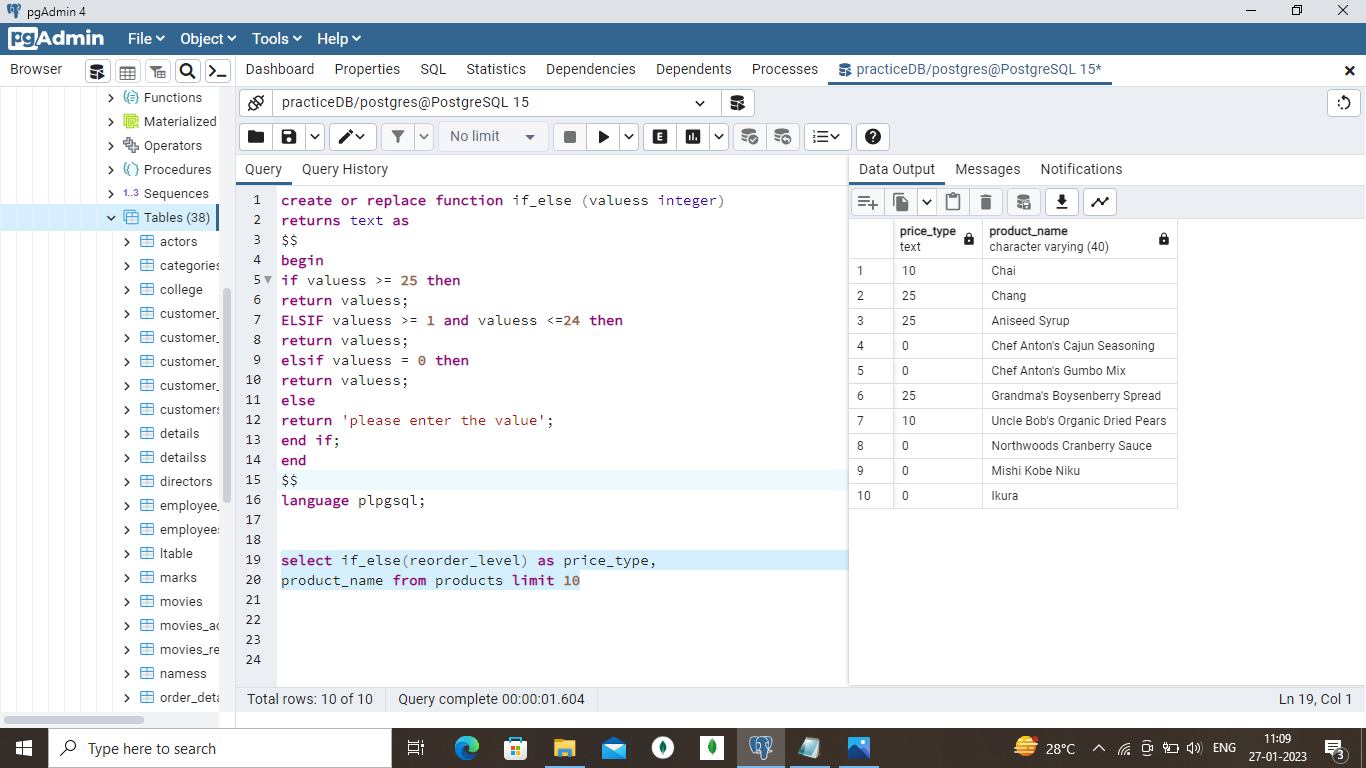 pgAdmin 4
pgAdmin File Object Tools Help
Browser
Dashboard Properties SQL Statistics Dependencies Dependents Processes practiceDB/postgres@PostgreSQL 15*
Functions
Materialized
Operators
Procedures
1..3 Sequences
Tables (38)
actors
categories
college
customer_
customer_
customer_
customer_
customers
details
detailss
directors
employee_
employees
ltable
marks
movies
movies_ac
movies_re
namess
order_deta
practiceDB/postgres@PostgreSQL 15
No limit
E
Query Query History
1 create or replace function if_else (valuess integer)
2 returns text as
3 $$
4 begin
5 if valuess >= 25 then
6 return valuess;
7 ELSIF valuess >= 1 and valuess <=24 then
8 return valuess;
9 elsif valuess = 0 then
10 return valuess;
11 else
12 return 'please enter the value';
13 end if;
14 end
15 $$
16 language plpgsql;
17
18
19 select if_else(reorder_level) as price_type,
20 product_name from products limit 10
21
22
23
24
Data Output Messages Notifications
price_type product_name
text character varying (40)
1 10 Chai
2 25 Chang
3 25 Aniseed Syrup
4 0 Chef Anton's Cajun Seasoning
5 0 Chef Anton's Gumbo Mix
6 25 Grandma's Boysenberry Spread
7 10 Uncle Bob's Organic Dried Pears
8 0 Northwoods Cranberry Sauce
9 0 Mishi Kobe Niku
10 0 Ikura
Total rows: 10 of 10 Query complete 00:00:01.604 Ln 19, Col 1
Type here to search
28°C ENG
11:09
27-01-2023
3